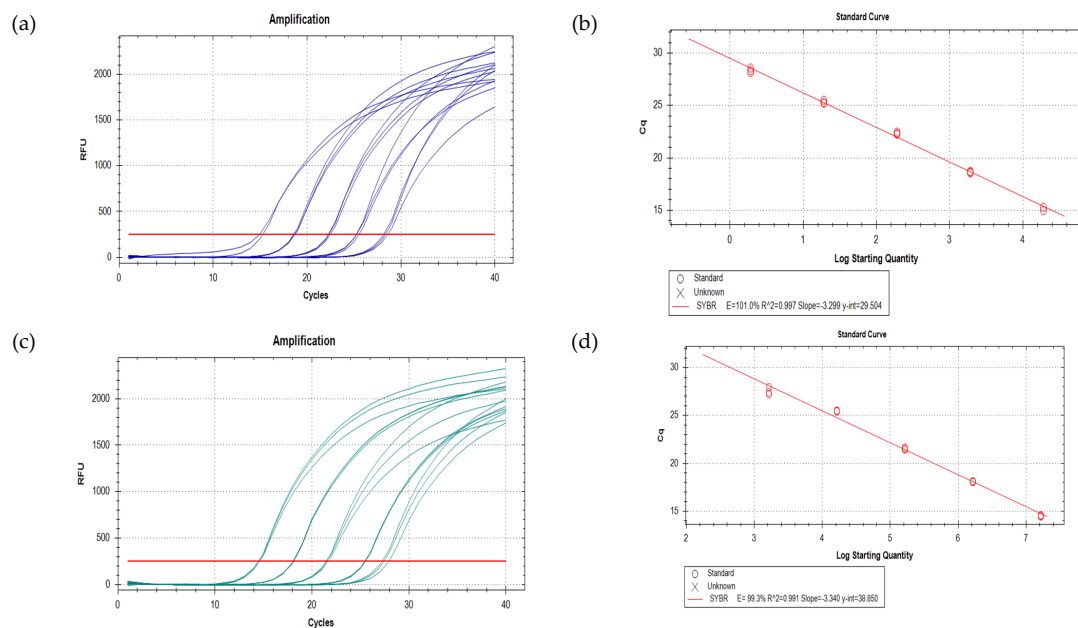 (a)
Amplification
RFU
2000
1500
1000
500
0
0 10 20 30 40
Cycles
(b)
Standard Curve
Cq
30
25
20
15
0 1 2 3 4
Log Starting Quantity
Standard
Unknown
SYBR E=101.0% R^2=0.997 Slope=-3.299 y-int=29.504
(c)
Amplification
RFU
2000
1500
1000
500
0
0 10 20 30 40
Cycles
(d)
Standard Curve
Cq
30
25
20
15
2 3 4 5 6 7
Log Starting Quantity
Standard
Unknown
SYBR E= 99.3% R^2=0.991 Slope=-3.340 y-int=38.850